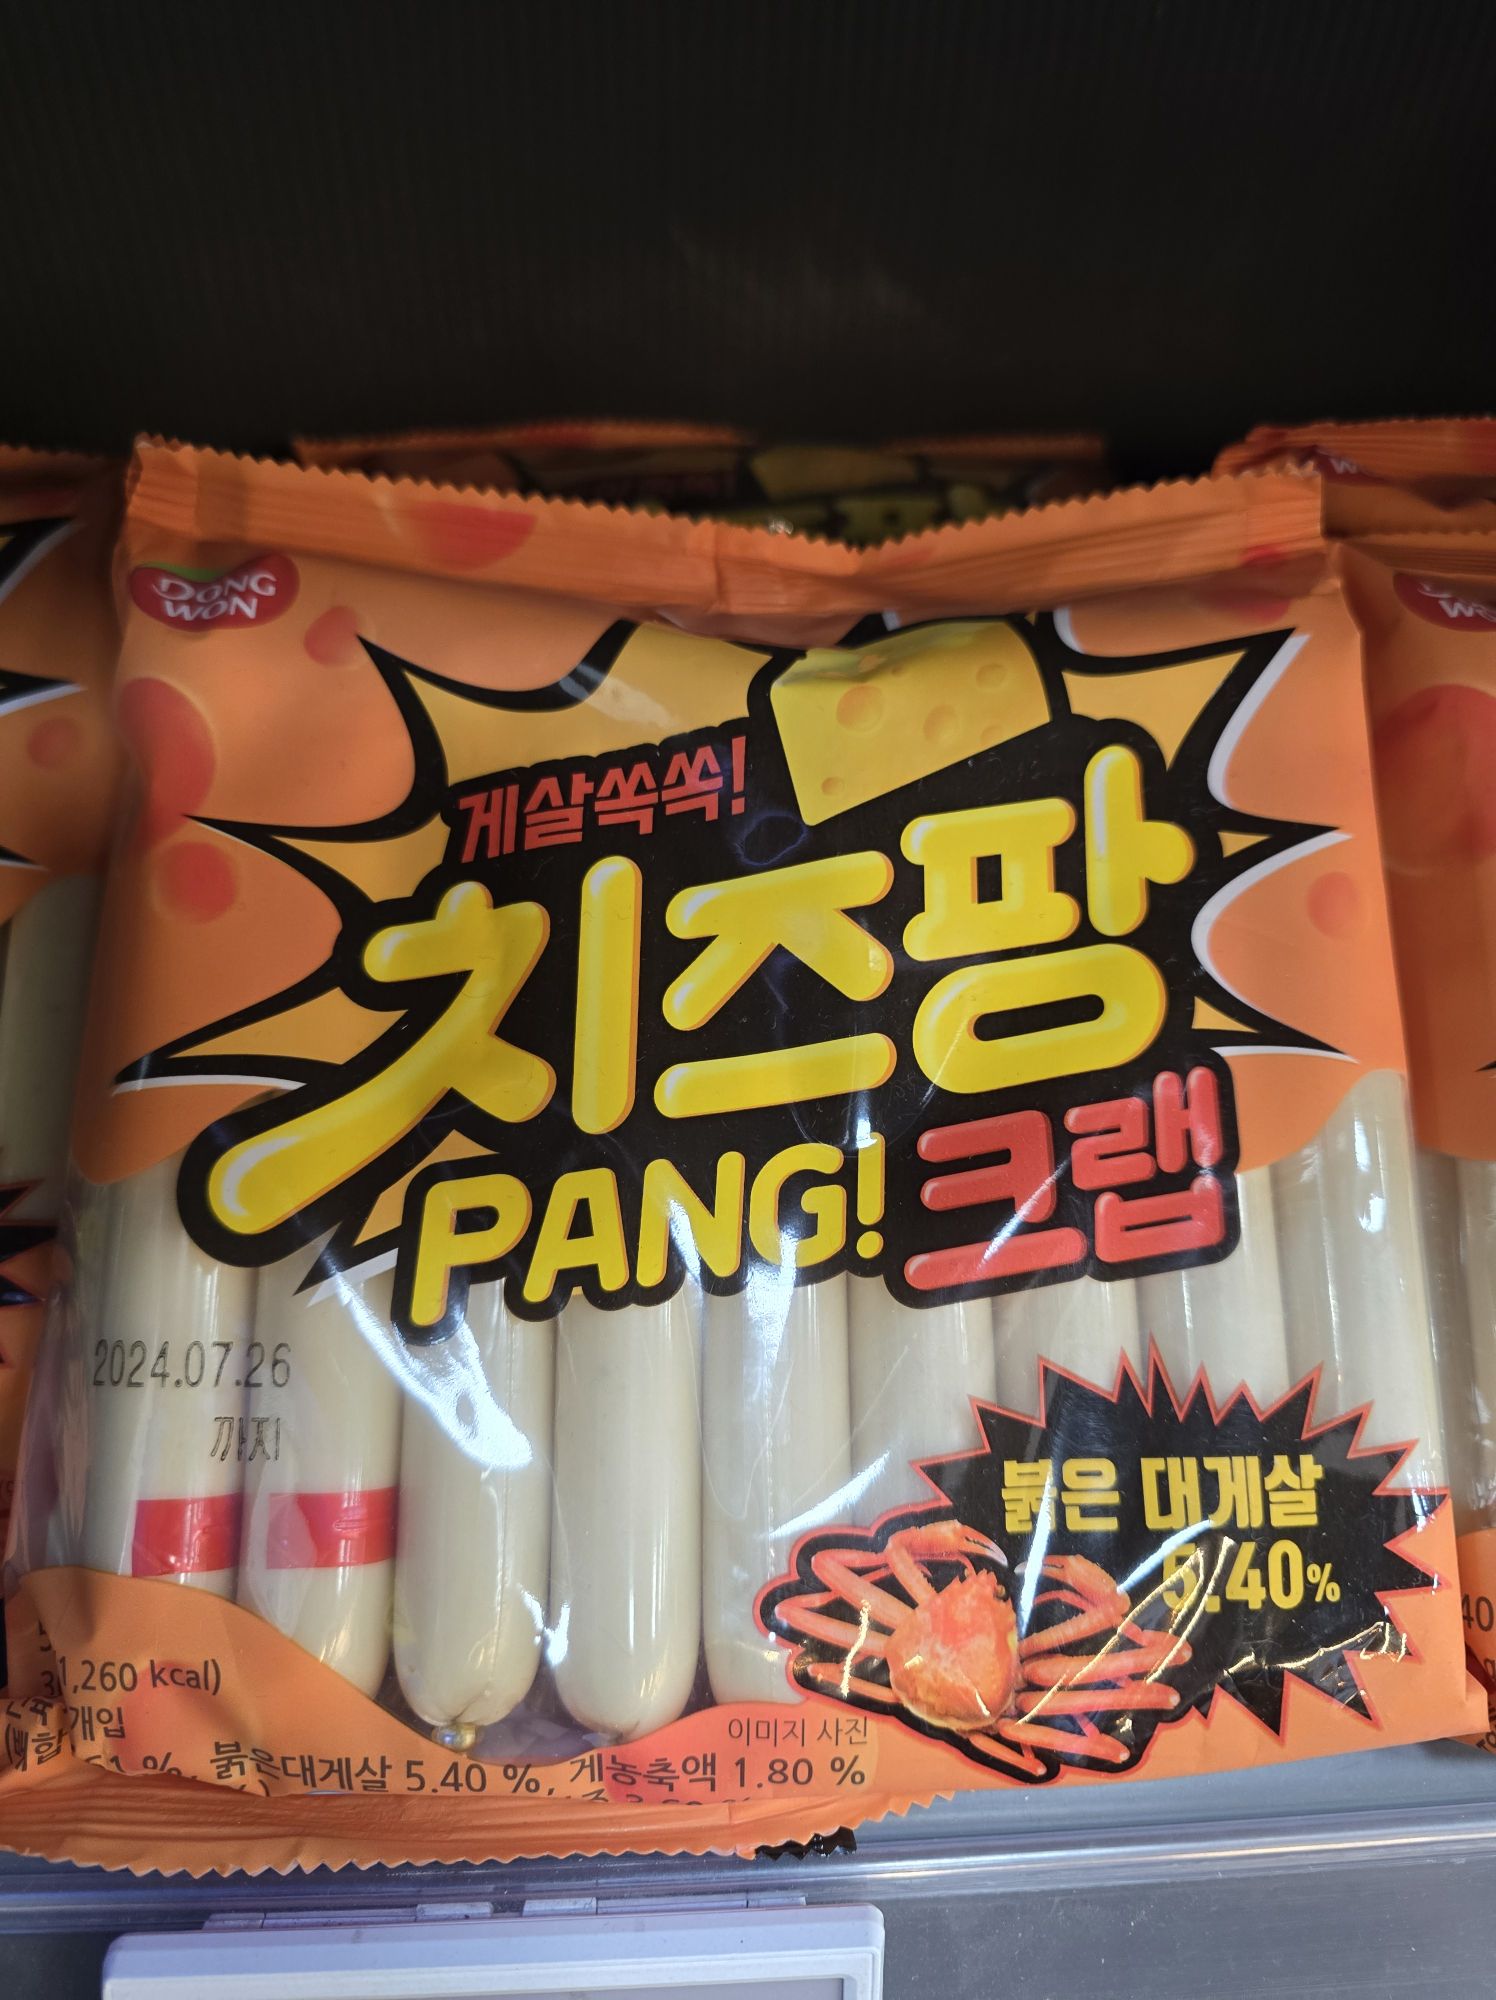 DONG
WON
게살쏙쏙!
치즈팡
PANG! 크랩
2024.07.26
까지
붉은 대게살
5.40%
1,260 kcal)
개입
이미지 사진
붉은대게살 5.40 %, 게농축액 1.80 %